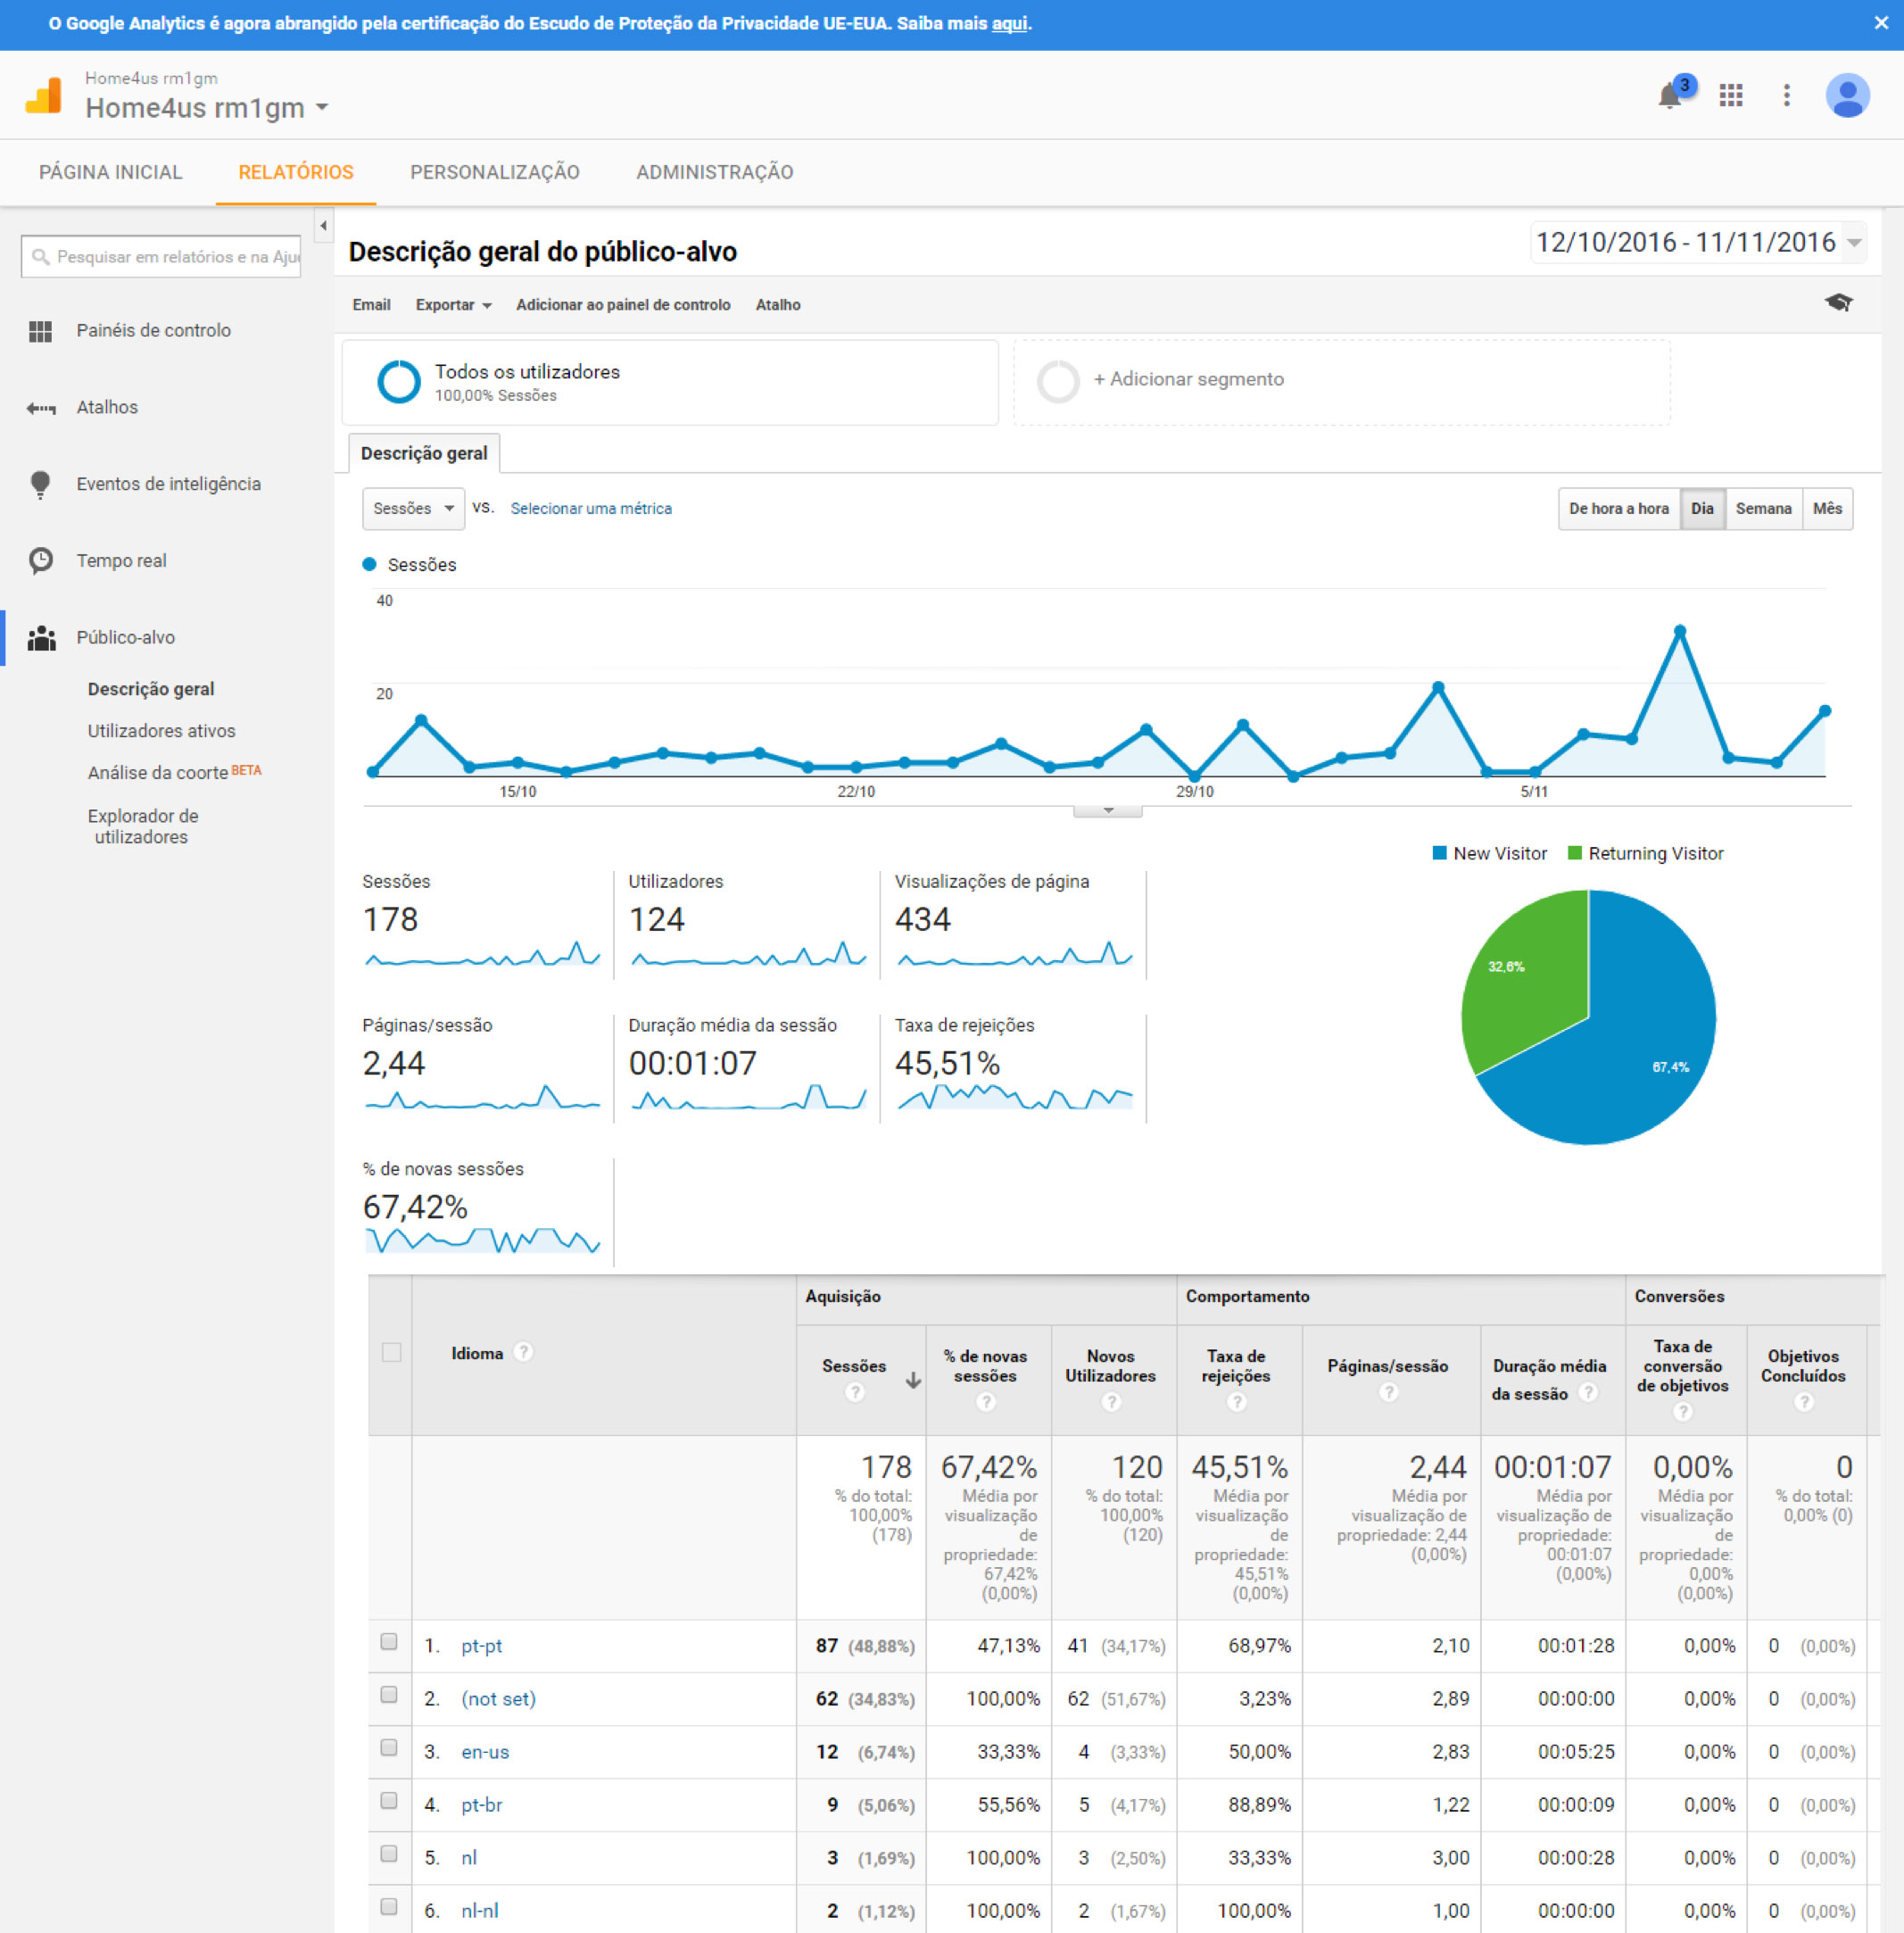 O Google Analytics é agora abrangido pela certificação do Escudo de Proteção da Privacidade UE-EUA. Saiba mais aqui.
Home4us rm1gm
Home4us rm1gm
3
PÁGINA INICIAL RELATÓRIOS PERSONALIZAÇÃO ADMINISTRAÇÃO
Pesquisar em relatórios e na Aju
Painéis de controlo
Atalhos
Eventos de inteligência
Tempo real
Público-alvo
Descrição geral
Utilizadores ativos
Análise da coorte BETA
Explorador de
utilizadores
Descrição geral do público-alvo
12/10/2016 - 11/11/2016
Email Exportar Adicionar ao painel de controlo Atalho
Todos os utilizadores
100,00% Sessões
+ Adicionar segmento
Descrição geral
Sessões VS. Selecionar uma métrica
De hora a hora Dia Semana Mês
Sessões
40
20
15/10 22/10 29/10 5/11
New Visitor Returning Visitor
32,6%
67,4%
Sessões
178
Utilizadores
124
Visualizações de página
434
Páginas/sessão
2,44
Duração média da sessão
00:01:07
Taxa de rejeições
45,51%
% de novas sessões
67,42%
Idioma ?
Aquisição Comportamento Conversões
Sessões
?
% de novas
sessões
?
Novos
Utilizadores
?
Taxa de
rejeições
?
Páginas/sessão
?
Duração média
da sessão ?
Taxa de
conversão
de objetivos
?
Objetivos
Concluídos
?
178
% do total:
100,00%
(178)
67,42%
Média por
visualização
de
propriedade:
67,42%
(0,00%)
120
% do total:
100,00%
(120)
45,51%
Média por
visualização
de
propriedade:
45,51%
(0,00%)
2,44
Média por
visualização de
propriedade: 2,44
(0,00%)
00:01:07
Média por
visualização de
propriedade:
00:01:07
(0,00%)
0,00%
Média por
visualização
de
propriedade:
0,00%
(0,00%)
0
% do total:
0,00% (0)
1. pt-pt 87 (48,88%) 47,13% 41 (34,17%) 68,97% 2,10 00:01:28 0,00% 0 (0,00%)
2. (not set) 62 (34,83%) 100,00% 62 (51,67%) 3,23% 2,89 00:00:00 0,00% 0 (0,00%)
3. en-us 12 (6,74%) 33,33% 4 (3,33%) 50,00% 2,83 00:05:25 0,00% 0 (0,00%)
4. pt-br 9 (5,06%) 55,56% 5 (4,17%) 88,89% 1,22 00:00:09 0,00% 0 (0,00%)
5. nl 3 (1,69%) 100,00% 3 (2,50%) 33,33% 3,00 00:00:28 0,00% 0 (0,00%)
6. nl-nl 2 (1,12%) 100,00% 2 (1,67%) 100,00% 1,00 00:00:00 0,00% 0 (0,00%)